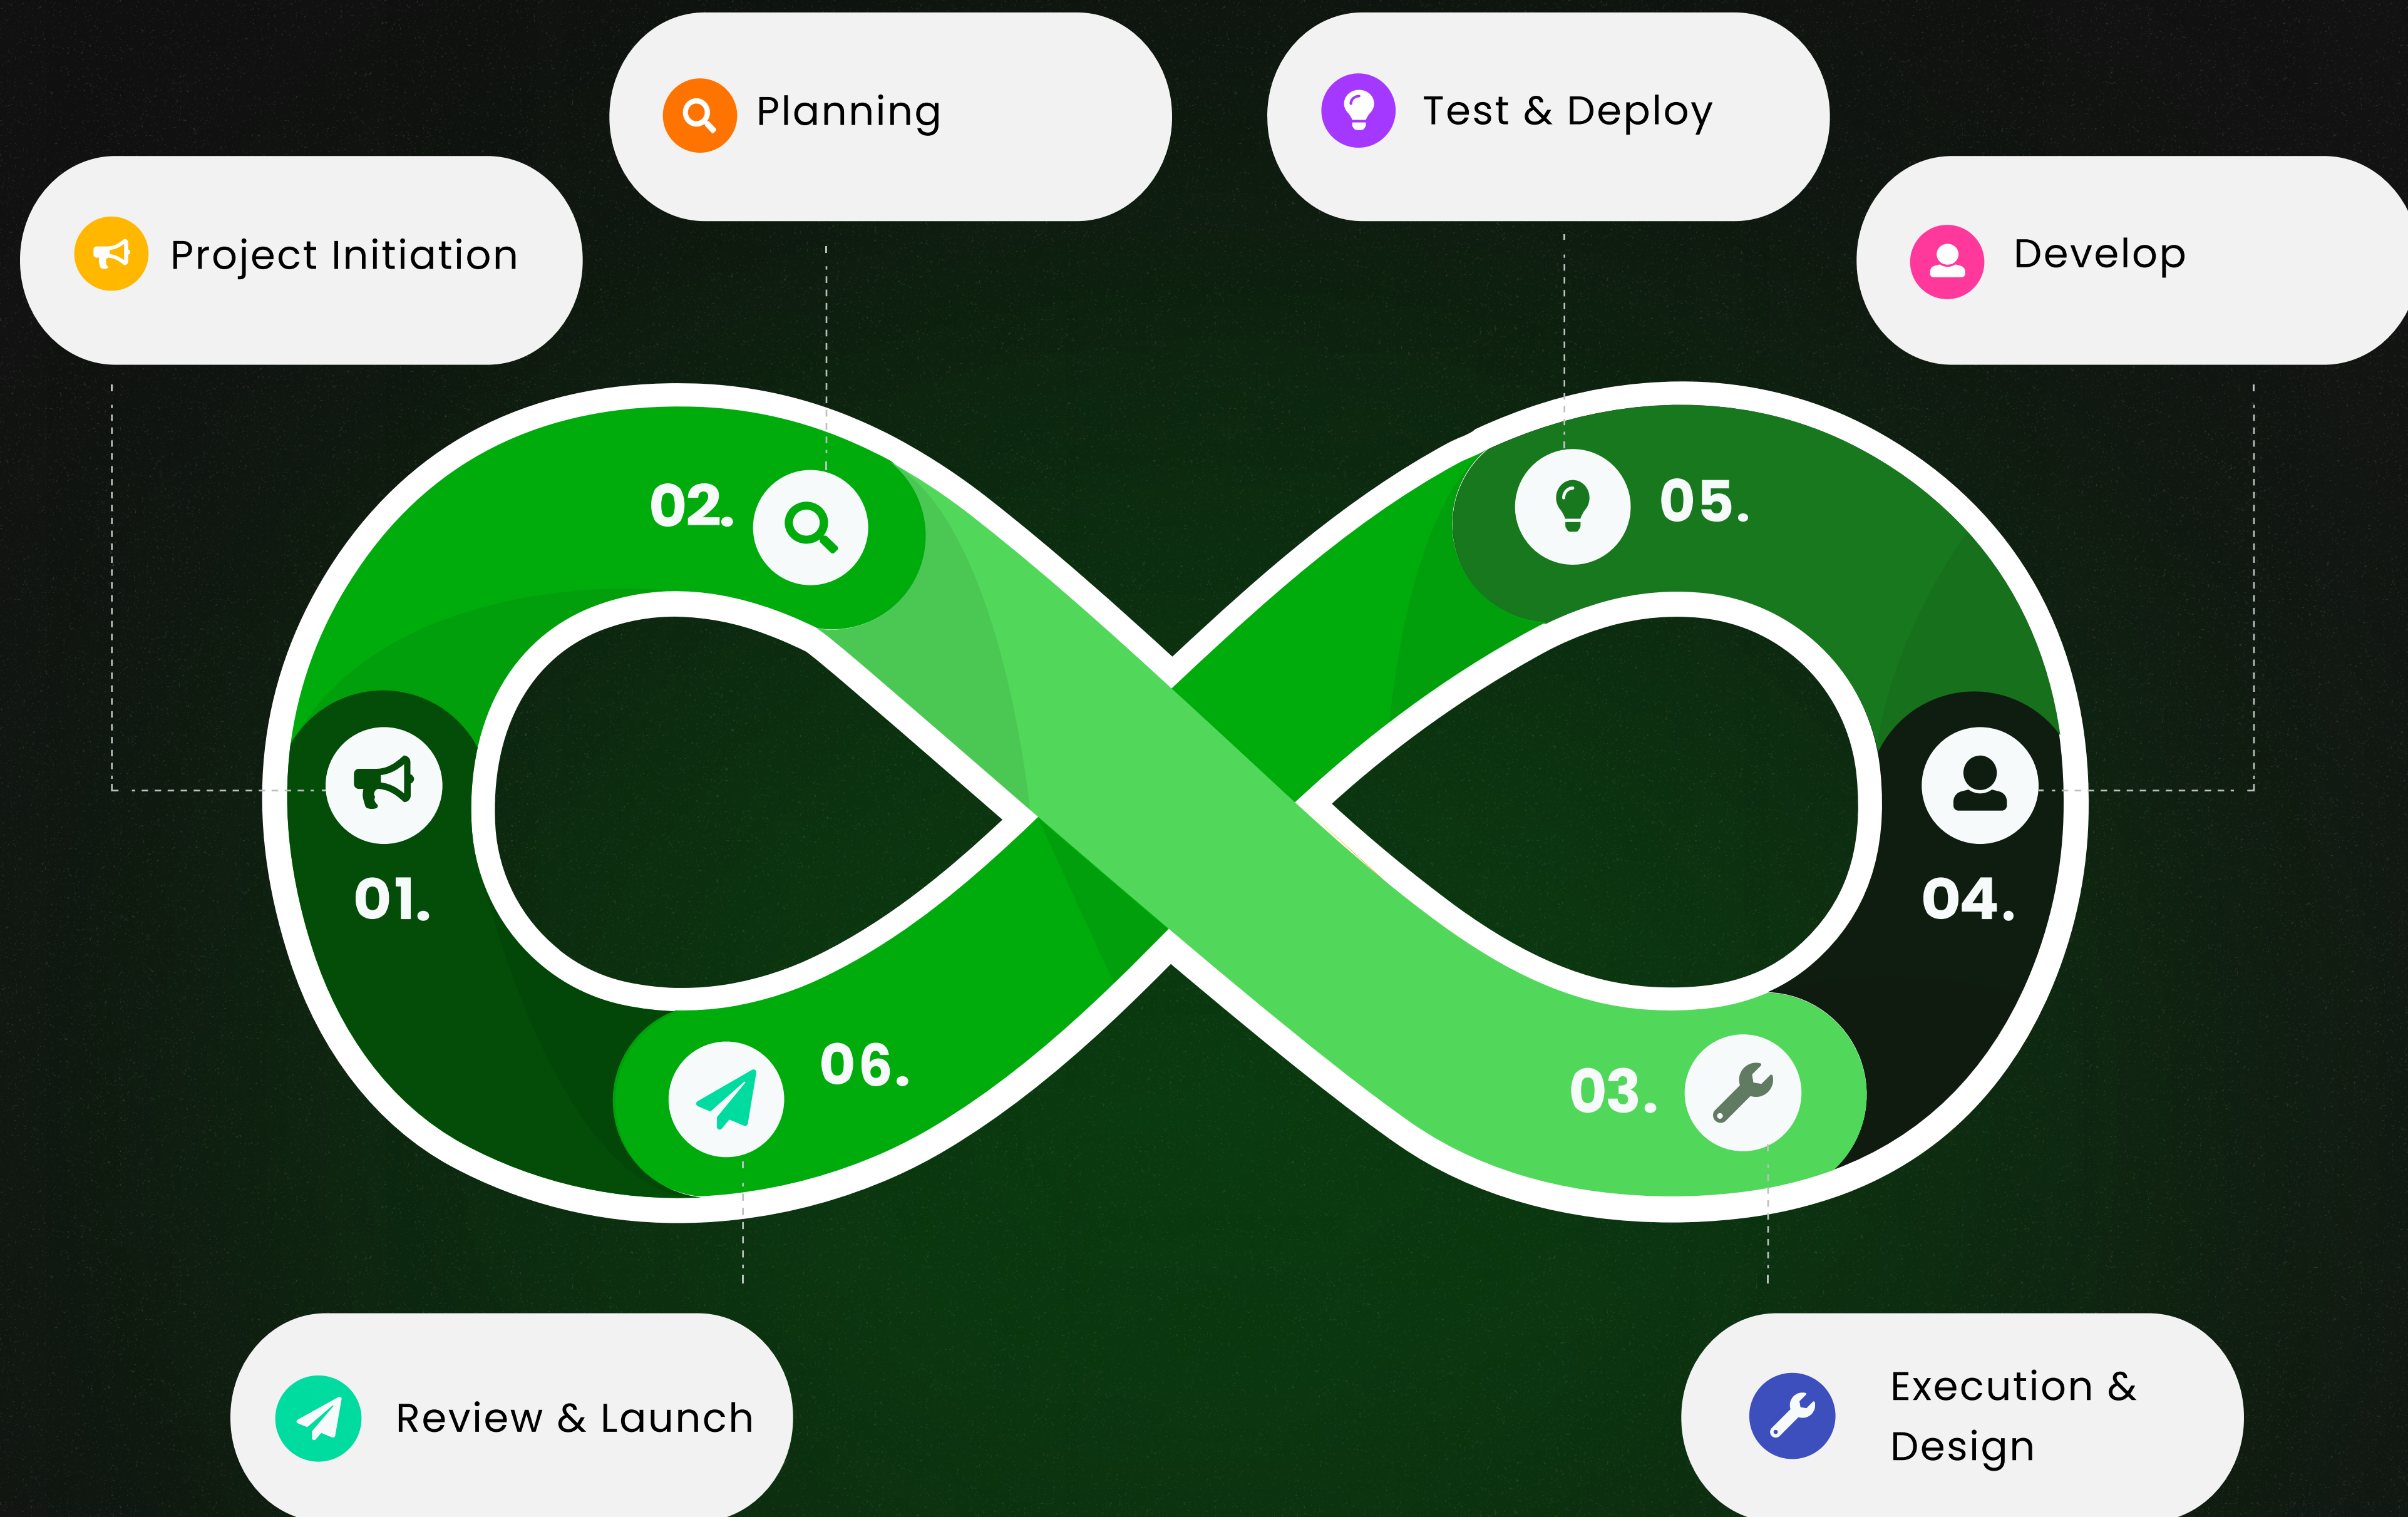 Planning
Test & Deploy
Project Initiation
Develop
02.
05.
01.
04.
06.
03.
Review & Launch
Execution &
Design